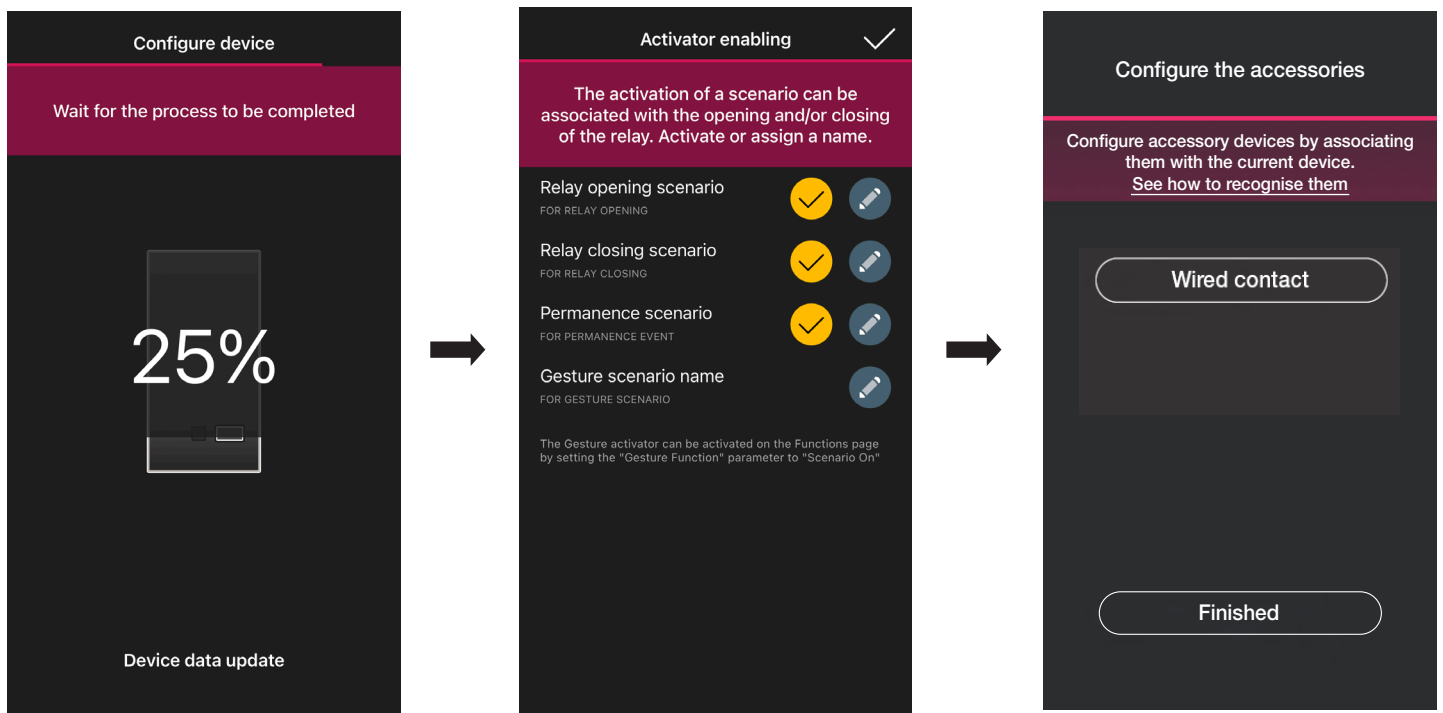 Configure device
Wait for the process to be completed
25%
Device data update
Activator enabling
The activation of a scenario can be
associated with the opening and/or closing
of the relay. Activate or assign a name.
Relay opening scenario
FOR RELAY OPENING
Relay closing scenario
FOR RELAY CLOSING
Permanence scenario
FOR PERMANENCE EVENT
Gesture scenario name
FOR GESTURE SCENARIO
The Gesture activator can be activated on the Functions page
by setting the "Gesture Function" parameter to "Scenario On"
Configure the accessories
Configure accessory devices by associating
them with the current device.
See how to recognise them
Wired contact
Finished